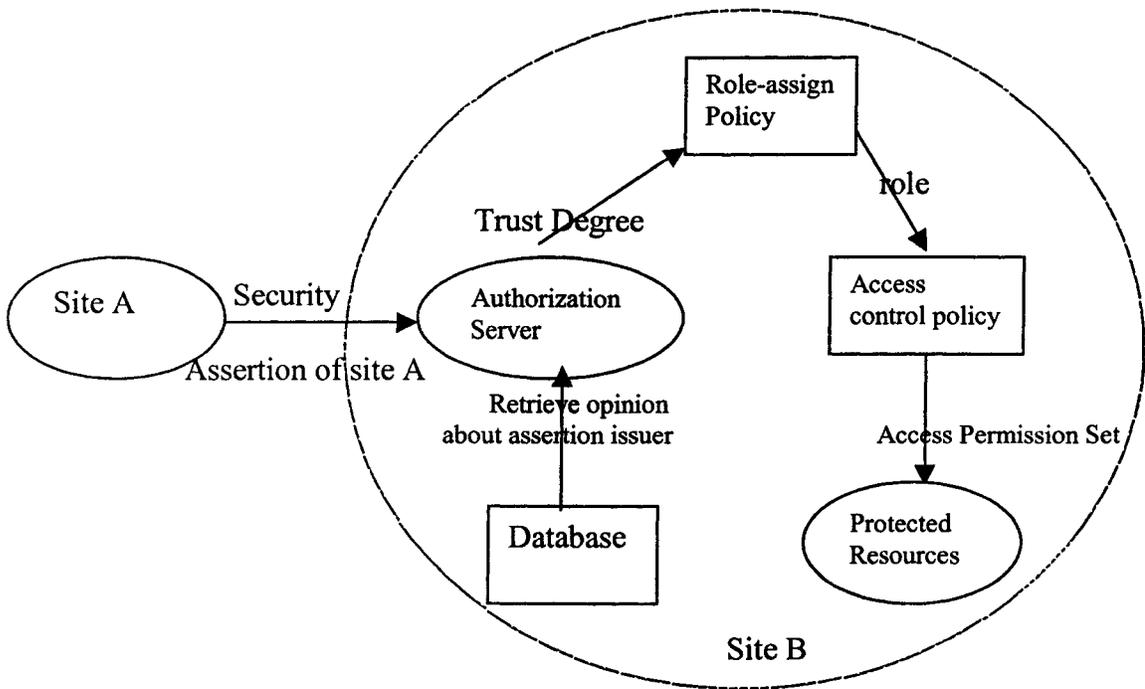 Role-assign
Policy
role
Trust Degree
Site A
Security
Assertion of site A
Authorization
Server
Access
control policy
Retrieve opinion
about assertion issuer
Access Permission Set
Database
Protected
Resources
Site B